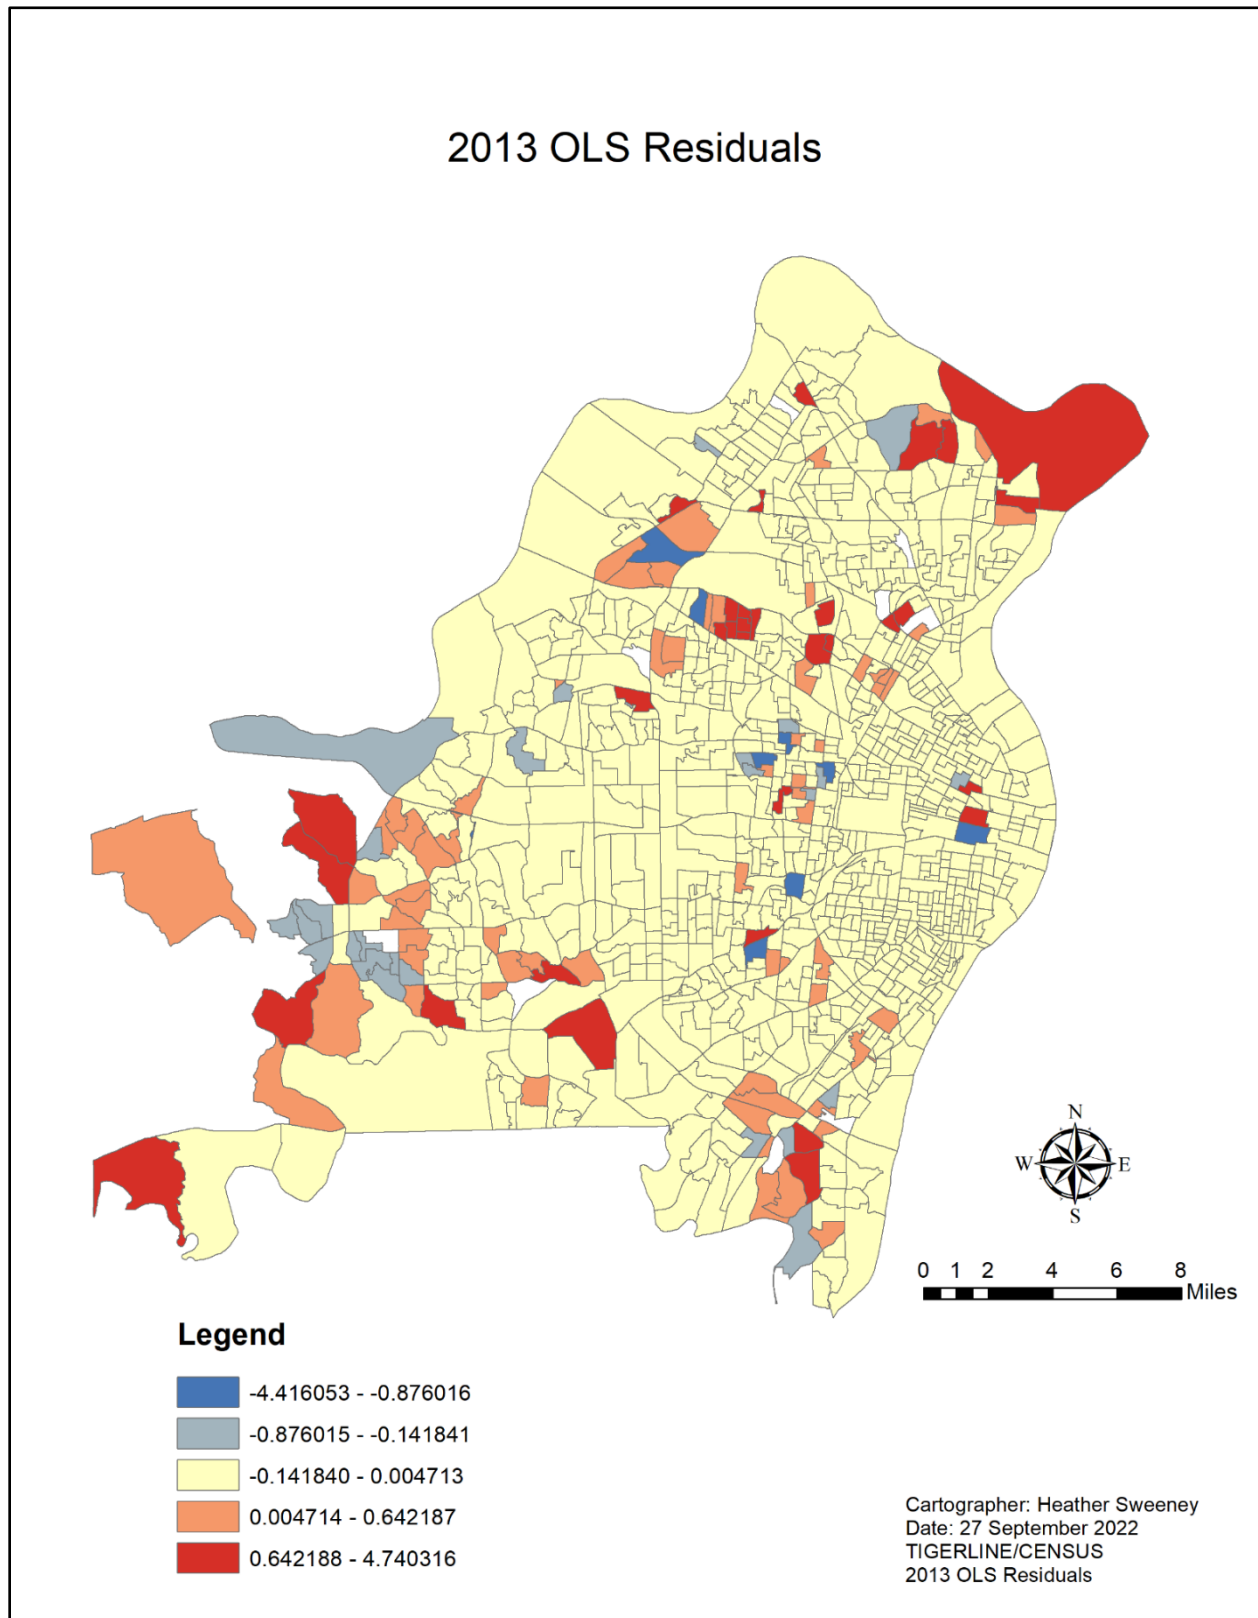 2013 OLS Residuals
N
W E
S
0 1 2 4 6 8
Miles
Legend
-4.416053 - -0.876016
-0.876015 - -0.141841
-0.141840 - 0.004713
0.004714 - 0.642187
0.642188 - 4.740316
Cartographer: Heather Sweeney
Date: 27 September 2022
TIGERLINE/CENSUS
2013 OLS Residuals